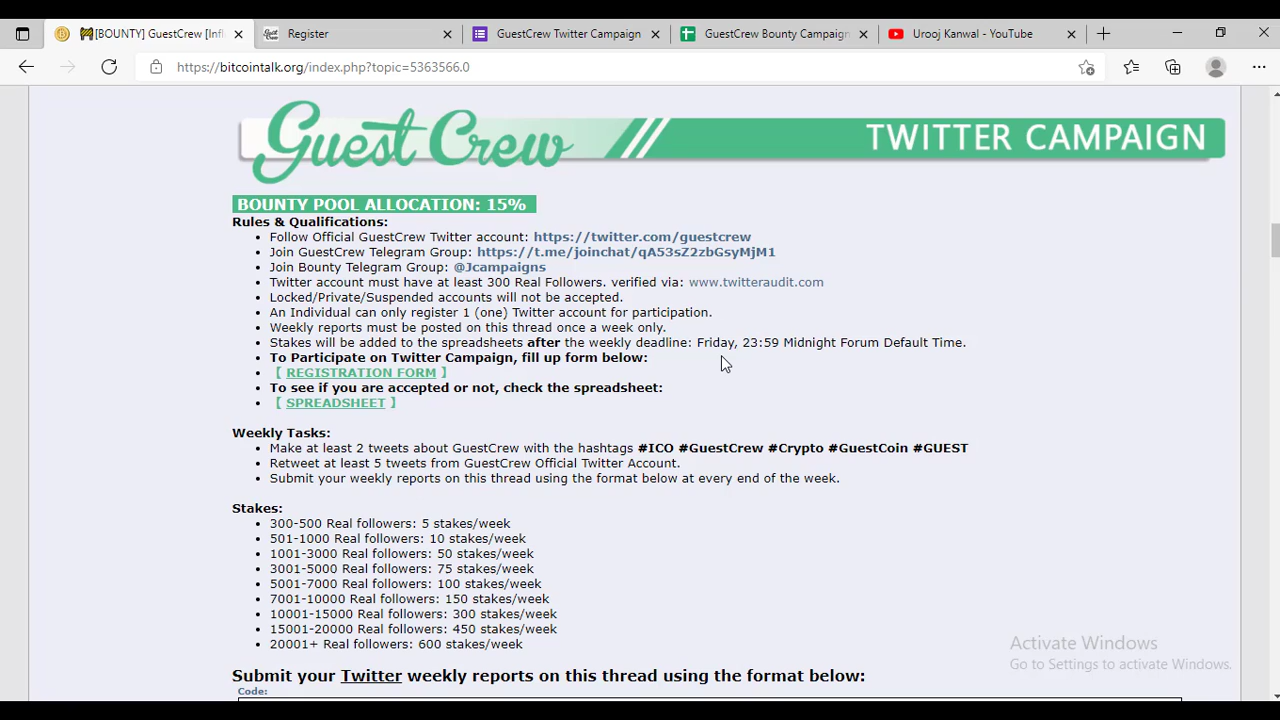 [BOUNTY] GuestCrew [Infl
Register
GuestCrew Twitter Campaign
GuestCrew Bounty Campaign
Urooj Kanwal - YouTube
https://bitcointalk.org/index.php?topic=5363566.0
Guest Crew
TWITTER CAMPAIGN
BOUNTY POOL ALLOCATION: 15%
Rules & Qualifications:
• Follow Official GuestCrew Twitter account: https://twitter.com/guestcrew
• Join GuestCrew Telegram Group: https://t.me/joinchat/qA53sZ2zbGsyMjM1
• Join Bounty Telegram Group: @Jcampaigns
• Twitter account must have at least 300 Real Followers. verified via: www.twitteraudit.com
• Locked/Private/Suspended accounts will not be accepted.
• An Individual can only register 1 (one) Twitter account for participation.
• Weekly reports must be posted on this thread once a week only.
• Stakes will be added to the spreadsheets after the weekly deadline: Friday, 23:59 Midnight Forum Default Time.
• To Participate on Twitter Campaign, fill up form below:
• 【 REGISTRATION FORM 】
• To see if you are accepted or not, check the spreadsheet:
• 【 SPREADSHEET 】
Weekly Tasks:
• Make at least 2 tweets about GuestCrew with the hashtags #ICO #GuestCrew #Crypto #GuestCoin #GUEST
• Retweet at least 5 tweets from GuestCrew Official Twitter Account.
• Submit your weekly reports on this thread using the format below at every end of the week.
Stakes:
• 300-500 Real followers: 5 stakes/week
• 501-1000 Real followers: 10 stakes/week
• 1001-3000 Real followers: 50 stakes/week
• 3001-5000 Real followers: 75 stakes/week
• 5001-7000 Real followers: 100 stakes/week
• 7001-10000 Real followers: 150 stakes/week
• 10001-15000 Real followers: 300 stakes/week
• 15001-20000 Real followers: 450 stakes/week
• 20001+ Real followers: 600 stakes/week
Activate Windows
Go to Settings to activate Windows.
Submit your Twitter weekly reports on this thread using the format below:
Code: